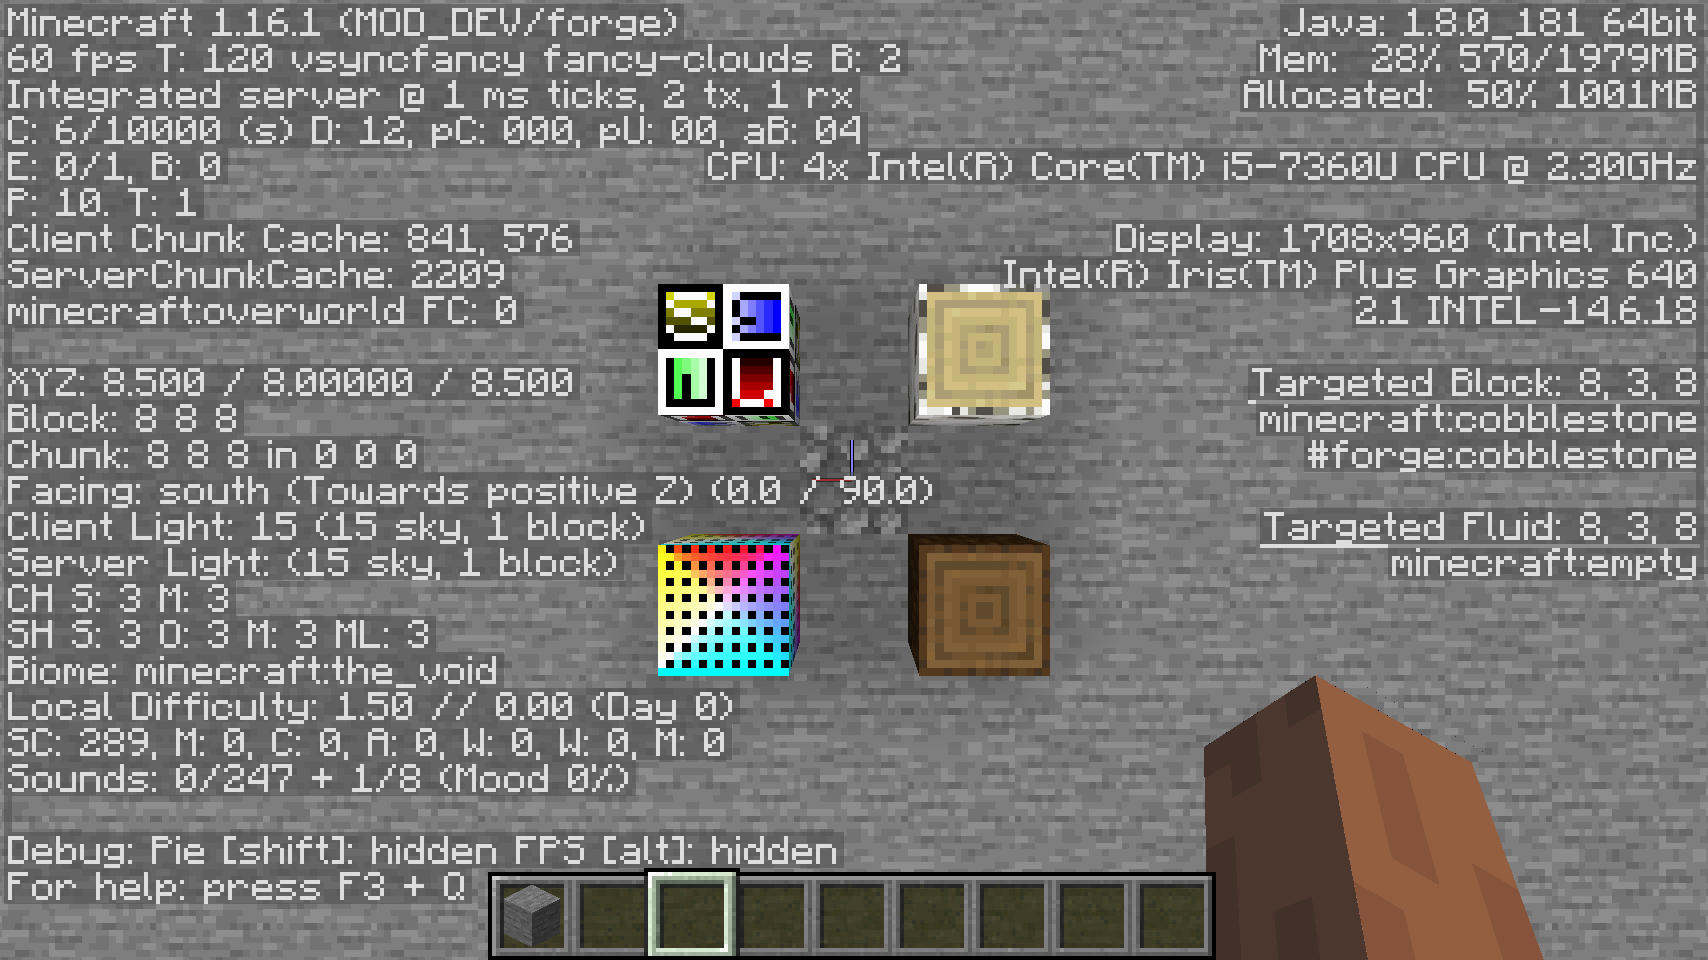 Minecraft 1.16.1 (MOD_DEV/forge)
60 fps T: 120 vsyncfancy fancy-clouds B: 2
Integrated server @ 1 ms ticks, 2 tx, 1 rx
C: 6/10000 (s) D: 12, pC: 000, pU: 00, aB: 04
E: 0/1, B: 0
P: 10. T: 1
Client Chunk Cache: 841, 576
ServerChunkCache: 2209
minecraft:overworld FC: 0
XYZ: 8.500 / 8.00000 / 8.500
Block: 8 8 8
Chunk: 8 8 8 in 0 0 0
Facing: south (Towards positive Z) (0.0 / 90.0)
Client Light: 15 (15 sky, 1 block)
Server Light: (15 sky, 1 block)
CH S: 3 M: 3
SH S: 3 O: 3 M: 3 ML: 3
Biome: minecraft:the_void
Local Difficulty: 1.50 // 0.00 (Day 0)
SC: 289, M: 0, C: 0, A: 0, W: 0, W: 0, M: 0
Sounds: 0/247 + 1/8 (Mood 0%)
Debug: Pie [shift]: hidden FPS [alt]: hidden
For help: press F3 + Q
Java: 1.8.0_181 64bit
Mem: 28% 570/1979MB
Allocated: 50% 1001MB
CPU: 4x Intel(R) Core(TM) i5-7360U CPU @ 2.30GHz
Display: 1708x960 (Intel Inc.)
Intel(R) Iris(TM) Plus Graphics 640
2.1 INTEL-14.6.18
Targeted Block: 8, 3, 8
minecraft:cobblestone
#forge:cobblestone
Targeted Fluid: 8, 3, 8
minecraft:empty